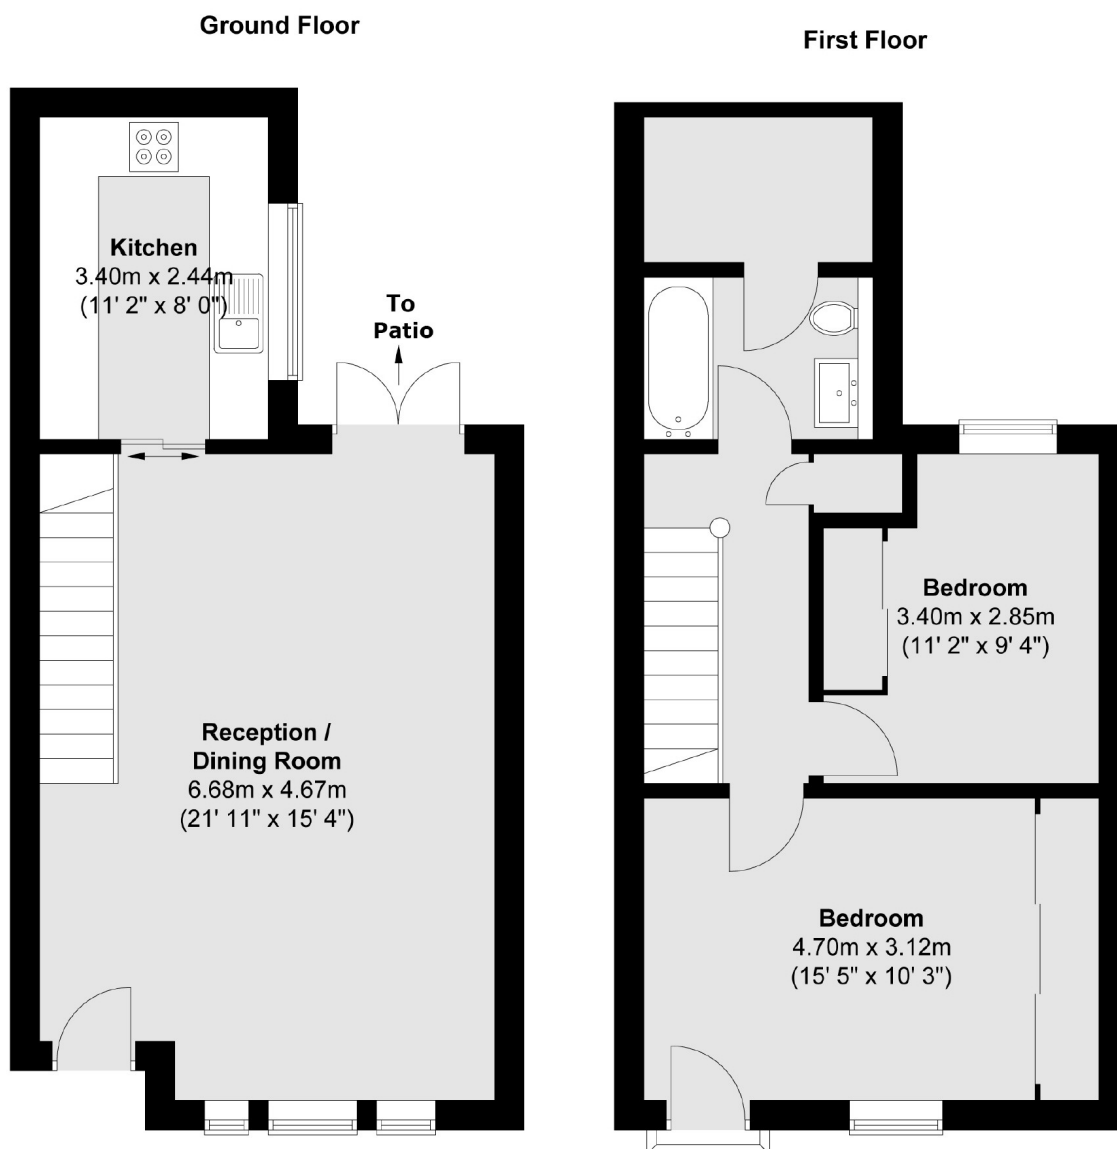 Ground Floor
First Floor
Kitchen
3.40m x 2.44m
(11' 2" x 8' 0")
To
Patio
Bedroom
3.40m x 2.85m
(11' 2" x 9' 4")
Reception /
Dining Room
6.68m x 4.67m
(21' 11" x 15' 4")
Bedroom
4.70m x 3.12m
(15' 5" x 10' 3")